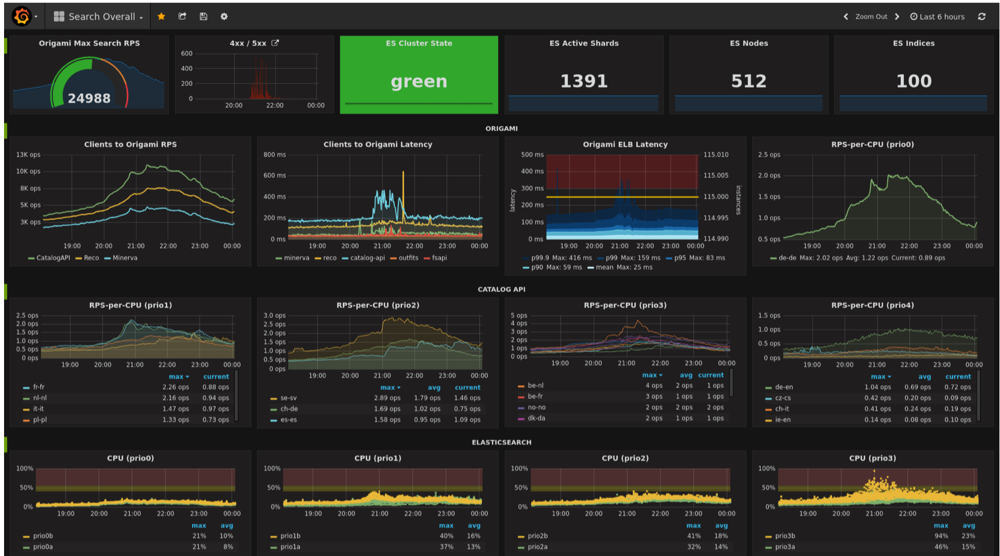 Search Overall
Zoom Out
Last 6 hours
Origami Max Search RPS
24988
4xx / 5xx
600
400
200
0
20:00 22:00 00:00
ES Cluster State
green
ES Active Shards
1391
ES Nodes
512
ES Indices
100
ORIGAMI
Clients to Origami RPS
13K ops
10K ops
8K ops
5K ops
3K ops
19:00 20:00 21:00 22:00 23:00 00:00
CatalogAPI Reco Minerva
Clients to Origami Latency
800 ms
600 ms
400 ms
200 ms
0 ms
19:00 20:00 21:00 22:00 23:00 00:00
minerva reco catalog-api outfits fsapi
Origami ELB Latency
latency
500 ms 115.010
400 ms 115.005
300 ms 115.000
200 ms 114.995
100 ms
0 ms 114.990
instances
19:00 20:00 21:00 22:00 23:00 00:00
p99.9 Max: 416 ms p99 Max: 159 ms p95 Max: 83 ms
p90 Max: 59 ms mean Max: 25 ms
RPS-per-CPU (prio0)
2.5 ops
2.0 ops
1.5 ops
1.0 ops
0.5 ops
19:00 20:00 21:00 22:00 23:00 00:00
de-de Max: 2.02 ops Avg: 1.22 ops Current: 0.89 ops
CATALOG API
RPS-per-CPU (prio1)
2.5 ops
2.0 ops
1.5 ops
1.0 ops
0.5 ops
0 ops
19:00 20:00 21:00 22:00 23:00 00:00
max current
fr-fr 2.26 ops 0.88 ops
nl-nl 2.16 ops 0.94 ops
it-it 1.47 ops 0.97 ops
pl-pl 1.33 ops 0.73 ops
RPS-per-CPU (prio2)
3.0 ops
2.5 ops
2.0 ops
1.5 ops
1.0 ops
0.5 ops
0 ops
19:00 20:00 21:00 22:00 23:00 00:00
max avg current
se-sv 2.89 ops 1.79 ops 1.46 ops
ch-de 1.69 ops 1.02 ops 0.75 ops
es-es 1.58 ops 0.95 ops 1.09 ops
RPS-per-CPU (prio3)
5 ops
4 ops
3 ops
2 ops
1 ops
0 ops
19:00 20:00 21:00 22:00 23:00 00:00
max avg current
be-nl 4 ops 2 ops 1 ops
be-fr 3 ops 1 ops 1 ops
no-no 2 ops 2 ops 2 ops
dk-da 2 ops 1 ops 1 ops
RPS-per-CPU (prio4)
1.5 ops
1.0 ops
0.5 ops
0 ops
19:00 20:00 21:00 22:00 23:00 00:00
max avg current
de-en 1.04 ops 0.69 ops 0.72 ops
cz-cs 0.42 ops 0.20 ops 0.09 ops
ch-it 0.41 ops 0.24 ops 0.19 ops
ie-en 0.14 ops 0.08 ops 0.10 ops
ELASTICSEARCH
CPU (prio0)
100%
50%
0%
19:00 20:00 21:00 22:00 23:00 00:00
max avg
prio0b 21% 10%
prio0a 21% 8%
CPU (prio1)
100%
50%
0%
19:00 20:00 21:00 22:00 23:00 00:00
max avg
prio1b 40% 16%
prio1a 37% 13%
CPU (prio2)
100%
50%
0%
19:00 20:00 21:00 22:00 23:00 00:00
max avg
prio2b 41% 18%
prio2a 32% 14%
CPU (prio3)
100%
50%
0%
19:00 20:00 21:00 22:00 23:00 00:00
max avg
prio3b 94% 23%
prio3a 46% 15%